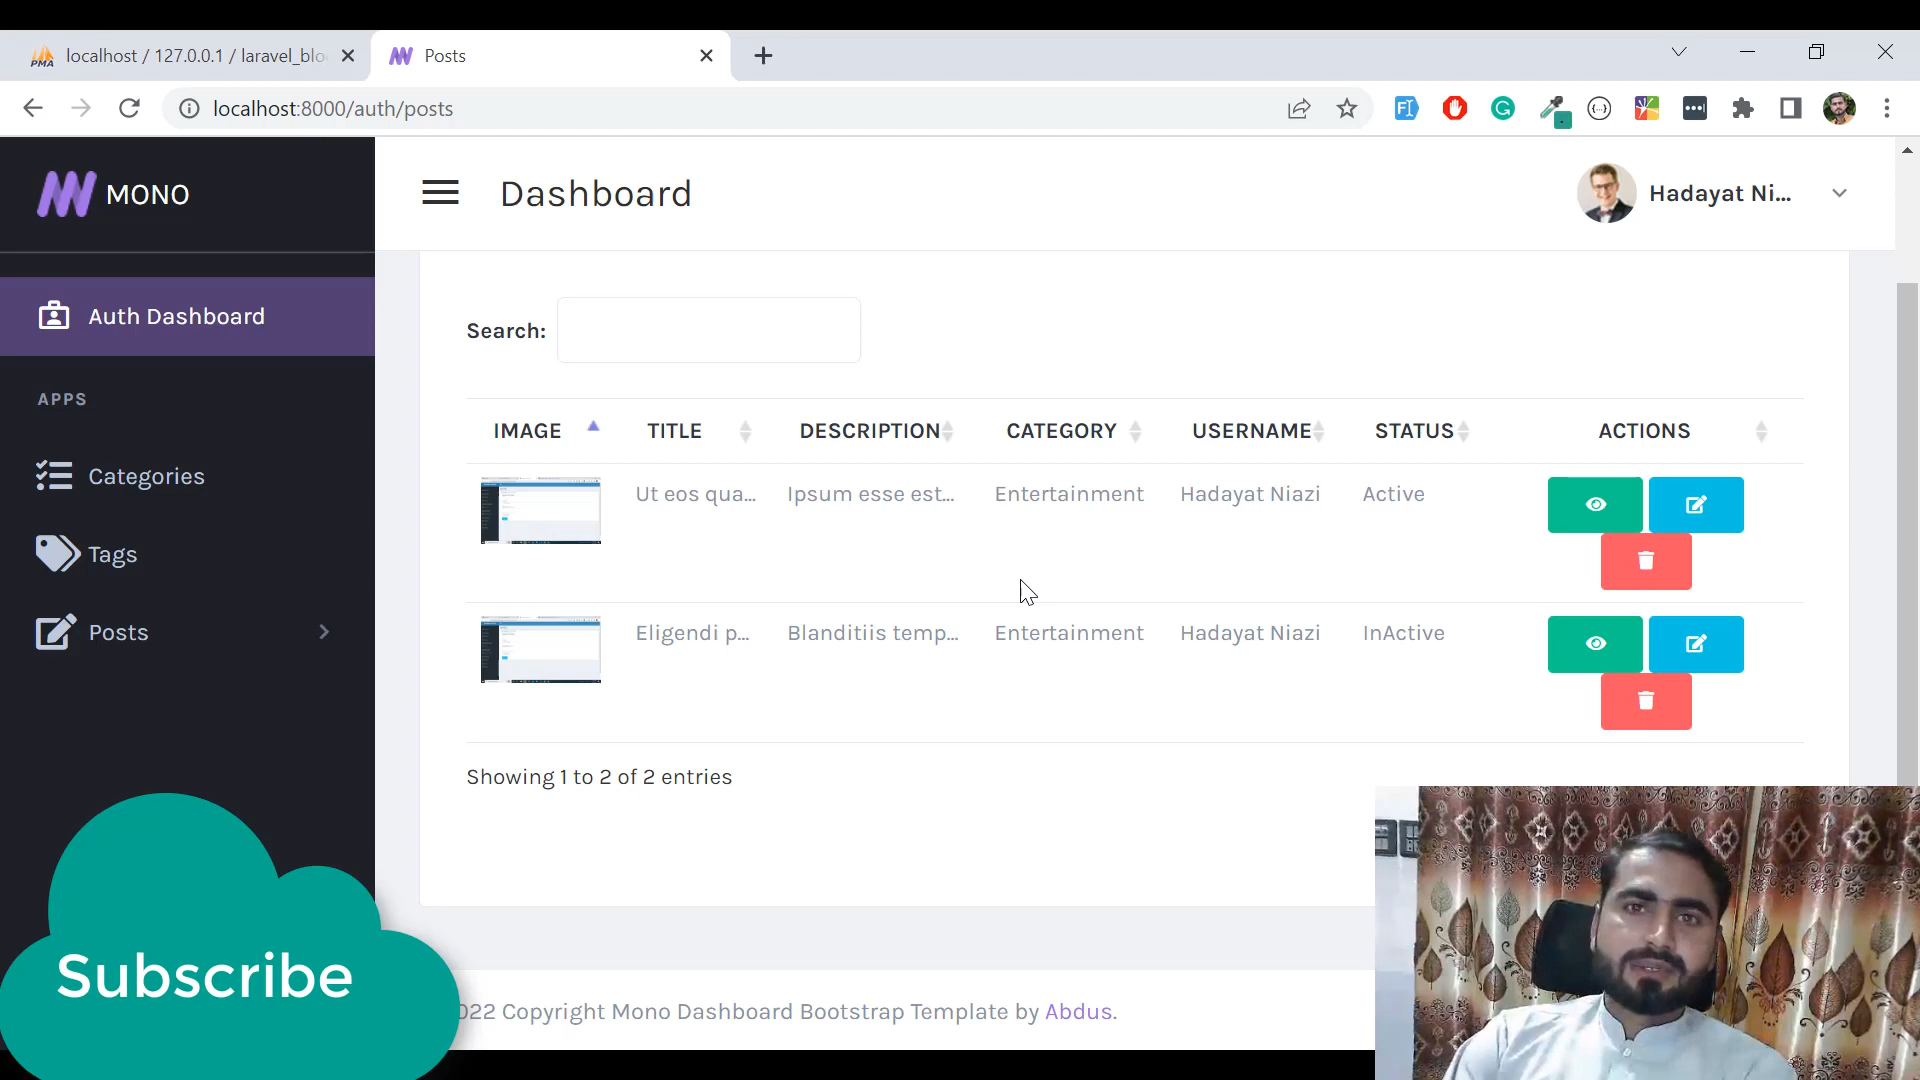 localhost / 127.0.0.1 / laravel_blo
Posts
localhost:8000/auth/posts
MONO
Dashboard
Hadayat Ni...
Auth Dashboard
APPS
Categories
Tags
Posts
Search:
IMAGE TITLE DESCRIPTION CATEGORY USERNAME STATUS ACTIONS
Ut eos qua... Ipsum esse est... Entertainment Hadayat Niazi Active
Eligendi p... Blanditiis temp... Entertainment Hadayat Niazi InActive
Showing 1 to 2 of 2 entries
Subscribe
022 Copyright Mono Dashboard Bootstrap Template by Abdus.